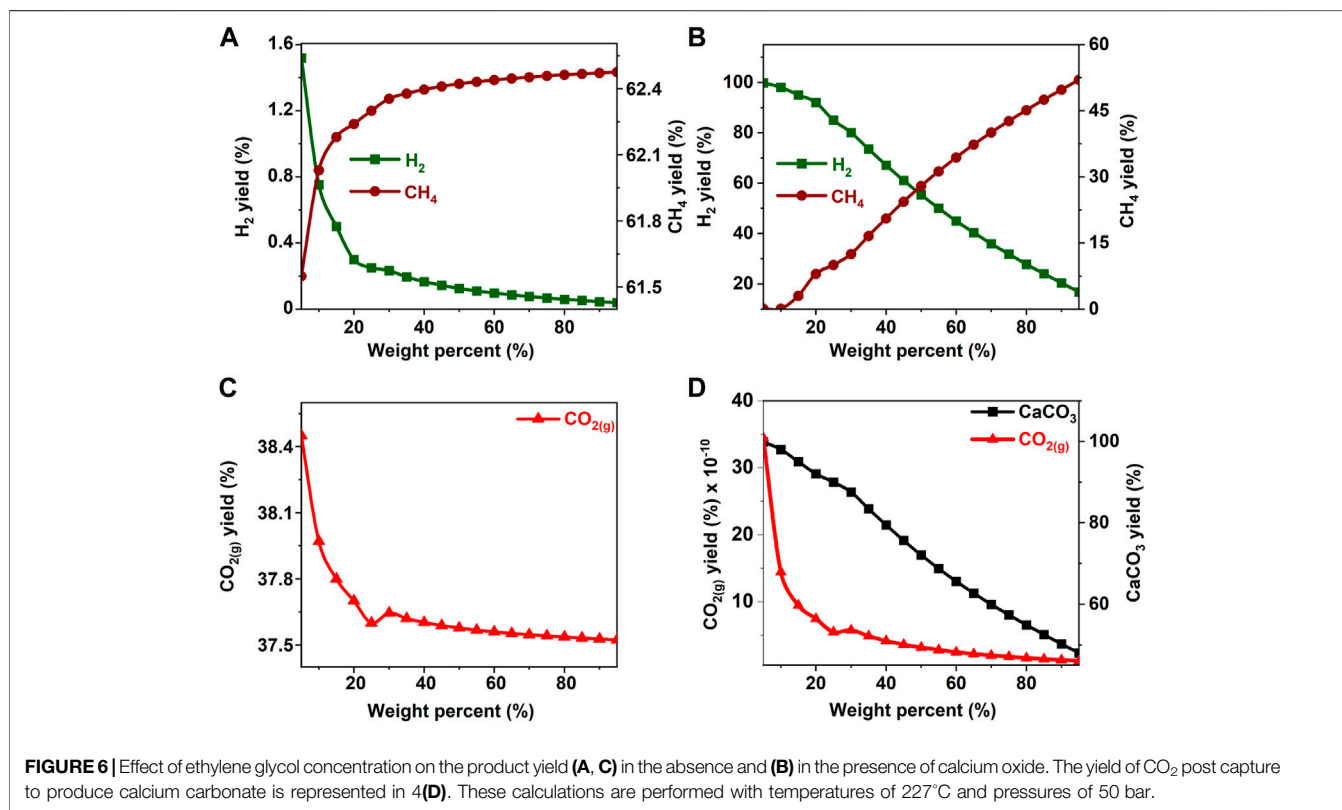 A
1.6
1.2
0.8
0.4
0
H2 yield (%)
62.4
62.1
61.8
61.5
CH4 yield (%)
H2
CH4
20 40 60 80
Weight percent (%)
B
100
80
60
40
20
H2 yield (%)
60
45
30
15
0
CH4 yield (%)
H2
CH4
20 40 60 80
Weight percent (%)
C
38.4
38.1
37.8
37.5
CO2(g) yield (%)
CO2(g)
20 40 60 80
Weight percent (%)
D
40
30
20
10
CO2(g) yield (%) x 10-10
100
80
60
CaCO3 yield (%)
CaCO3
CO2(g)
20 40 60 80
Weight percent (%)
FIGURE 6 | Effect of ethylene glycol concentration on the product yield (A, C) in the absence and (B) in the presence of calcium oxide. The yield of CO2 post capture
to produce calcium carbonate is represented in 4(D). These calculations are performed with temperatures of 227°C and pressures of 50 bar.